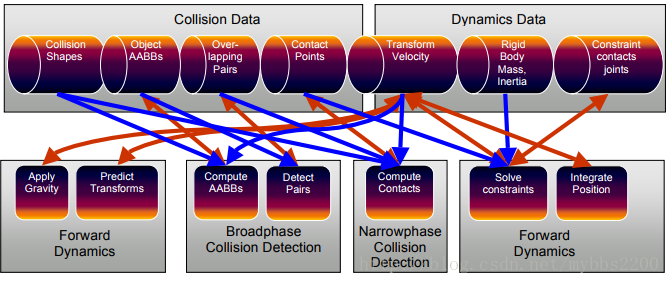 Collision Data
Dynamics Data
Collision
Shapes
Object
AABBs
Over-
lapping
Pairs
Contact
Points
Transform
Velocity
Rigid
Body
Mass,
Inertia
Constraint
contacts
joints
Apply
Gravity
Predict
Transforms
Compute
AABBs
Detect
Pairs
Compute
Contacts
Solve
constraints
Integrate
Position
Forward
Dynamics
Broadphase
Collision Detection
Narrowphase
Collision
Detection
Forward
Dynamics